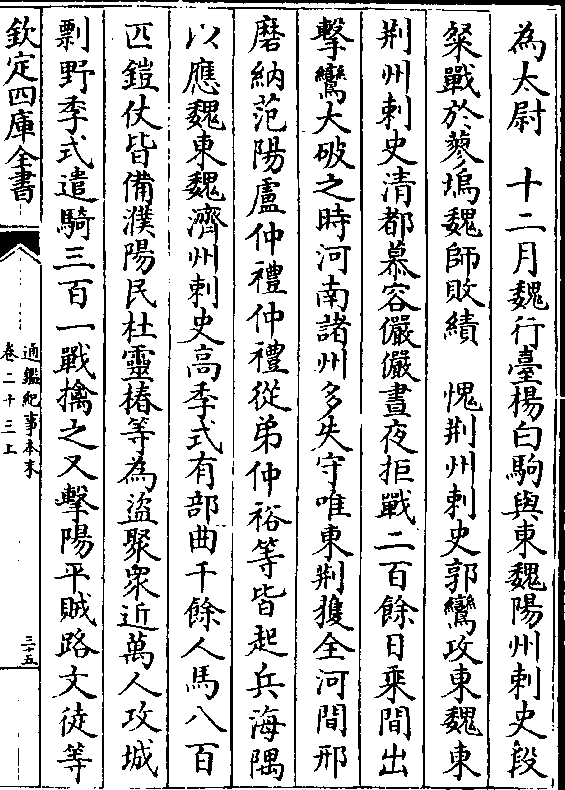 為太尉　十二月魏行臺楊白駒與東魏陽州刺史段
粲戰於蓼塢魏師敗績　愧荆州刺史郭鸞攻東魏東
荆州刺史清都慕容儼儼晝夜拒戰二百餘日乘間出
擊鸞大破之時河南諸州多失守唯東荆獲全河間邢
磨納范陽盧仲禮仲禮從弟仲裕等皆起兵海隅
以應魏東魏濟州刺史高季式有部曲千餘人馬八百
匹鎧仗皆備濮陽民杜靈椿等為盜聚衆近萬人攻城
剽野季式遣騎三百一戰擒之又擊陽平賊路文徒等
欽定四庫全書
通鑑紀事本末
卷二十三上
三十五